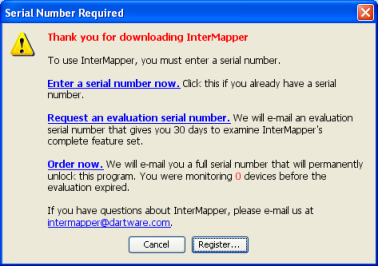 Serial Number Required
Thank you for downloading InterMapper
To use InterMapper, you must enter a serial number.
Enter a serial number now. Click this if you already have a serial
number.
Request an evaluation serial number. We will e-mail an evaluation
serial number that gives you 30 days to examine InterMapper's
complete feature set.
Order now. We will e-mail you a full serial number that will permanently
unlock this program. You were monitoring 0 devices before the
evaluation expired.
If you have questions about InterMapper, please e-mail us at
intermapper@dartware.com.
Cancel Register...